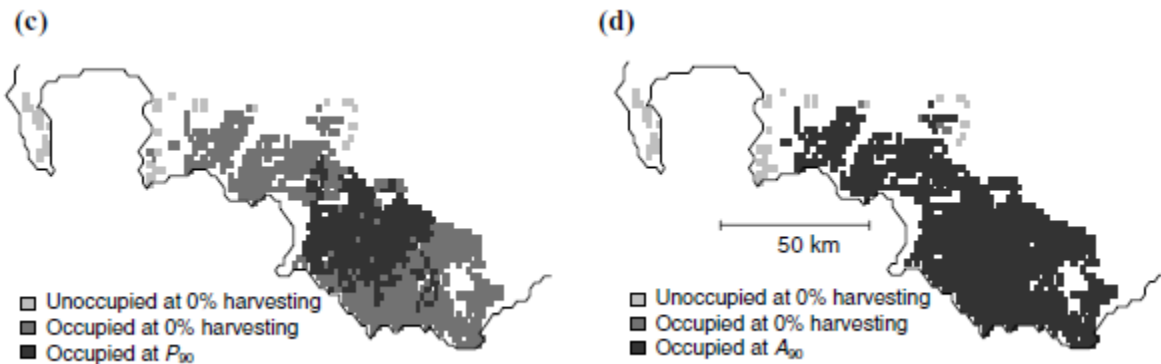 (c)
Unoccupied at 0% harvesting
Occupied at 0% harvesting
Occupied at P90
(d)
50 km
Unoccupied at 0% harvesting
Occupied at 0% harvesting
Occupied at A90